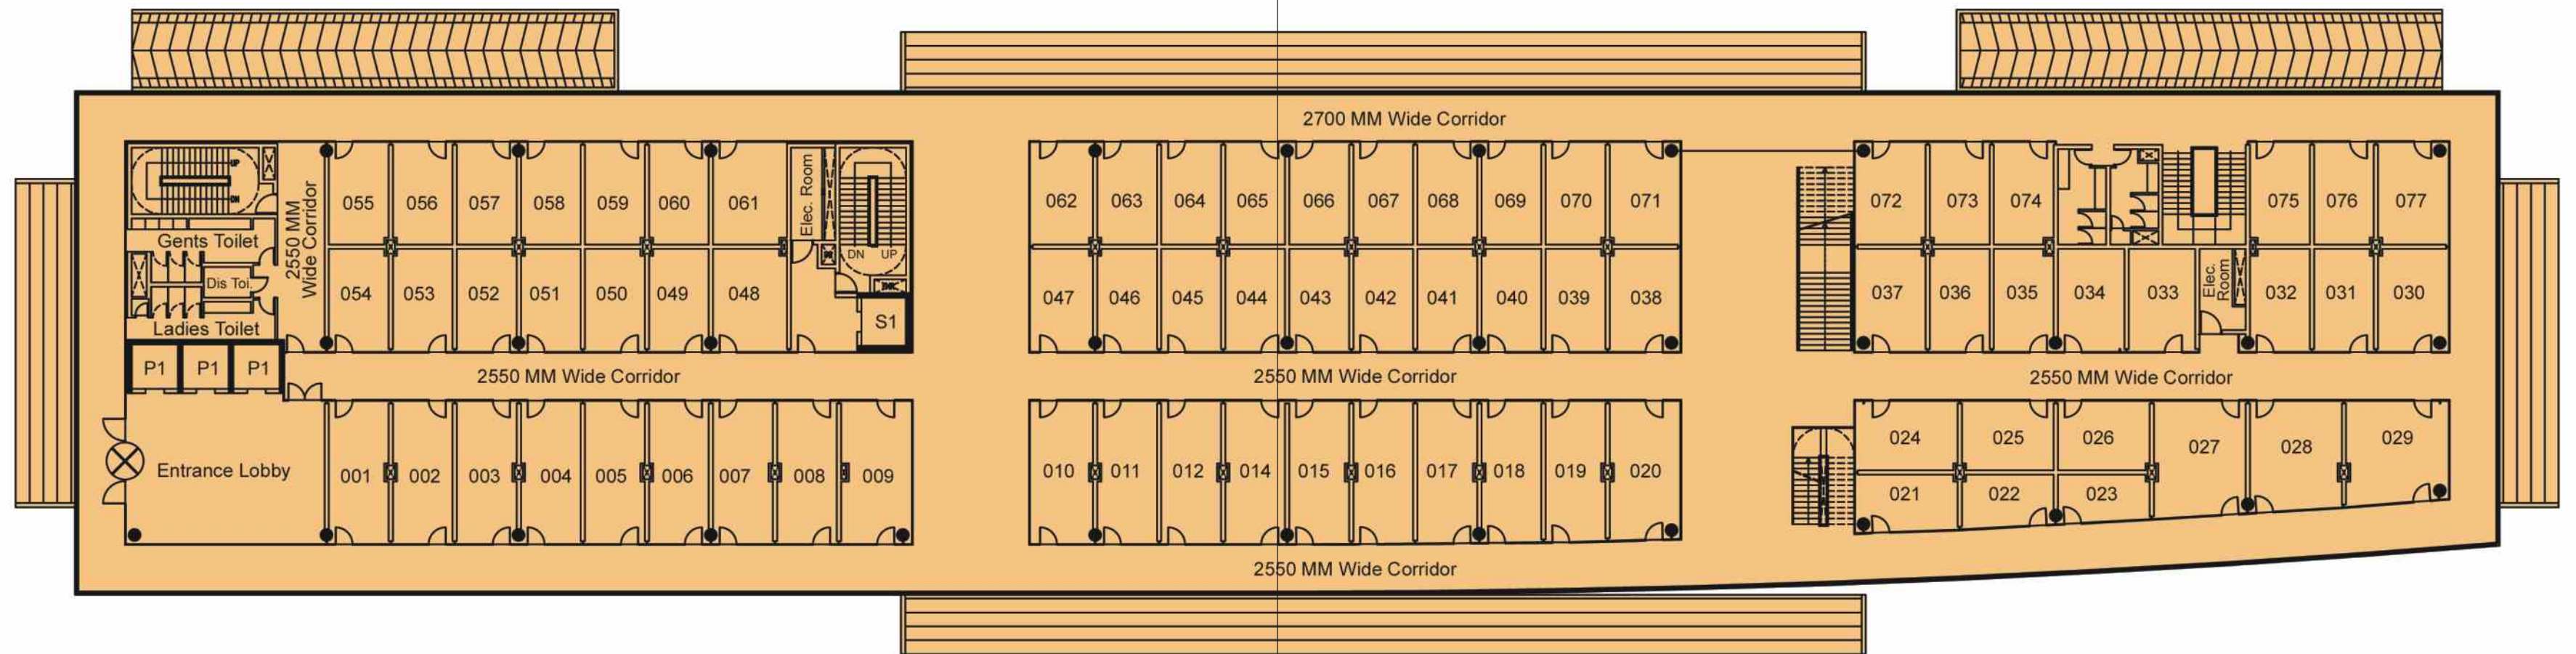 2700 MM Wide Corridor
UP
DN
2550 MM
Wide Corridor
055 056 057 058 059 060 061
Elec. Room
DN UP
062 063 064 065 066 067 068 069 070 071
072 073 074
075 076 077
Gents Toilet
Dis Toi.
Ladies Toilet
054 053 052 051 050 049 048
S1
047 046 045 044 043 042 041 040 039 038
037 036 035 034 033
Elec.
Room
032 031 030
P1 P1 P1
2550 MM Wide Corridor
2550 MM Wide Corridor
2550 MM Wide Corridor
Entrance Lobby
001 002 003 004 005 006 007 008 009
010 011 012 014 015 016 017 018 019 020
024 025 026 027 028 029
021 022 023
2550 MM Wide Corridor